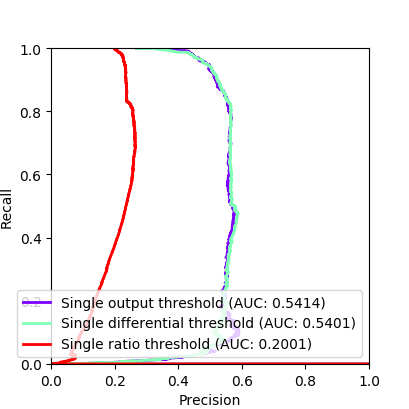 1.0
0.8
0.6
0.4
0.2
0.0
Recall
Single output threshold (AUC: 0.5414)
Single differential threshold (AUC: 0.5401)
Single ratio threshold (AUC: 0.2001)
0.0 0.2 0.4 0.6 0.8 1.0
Precision